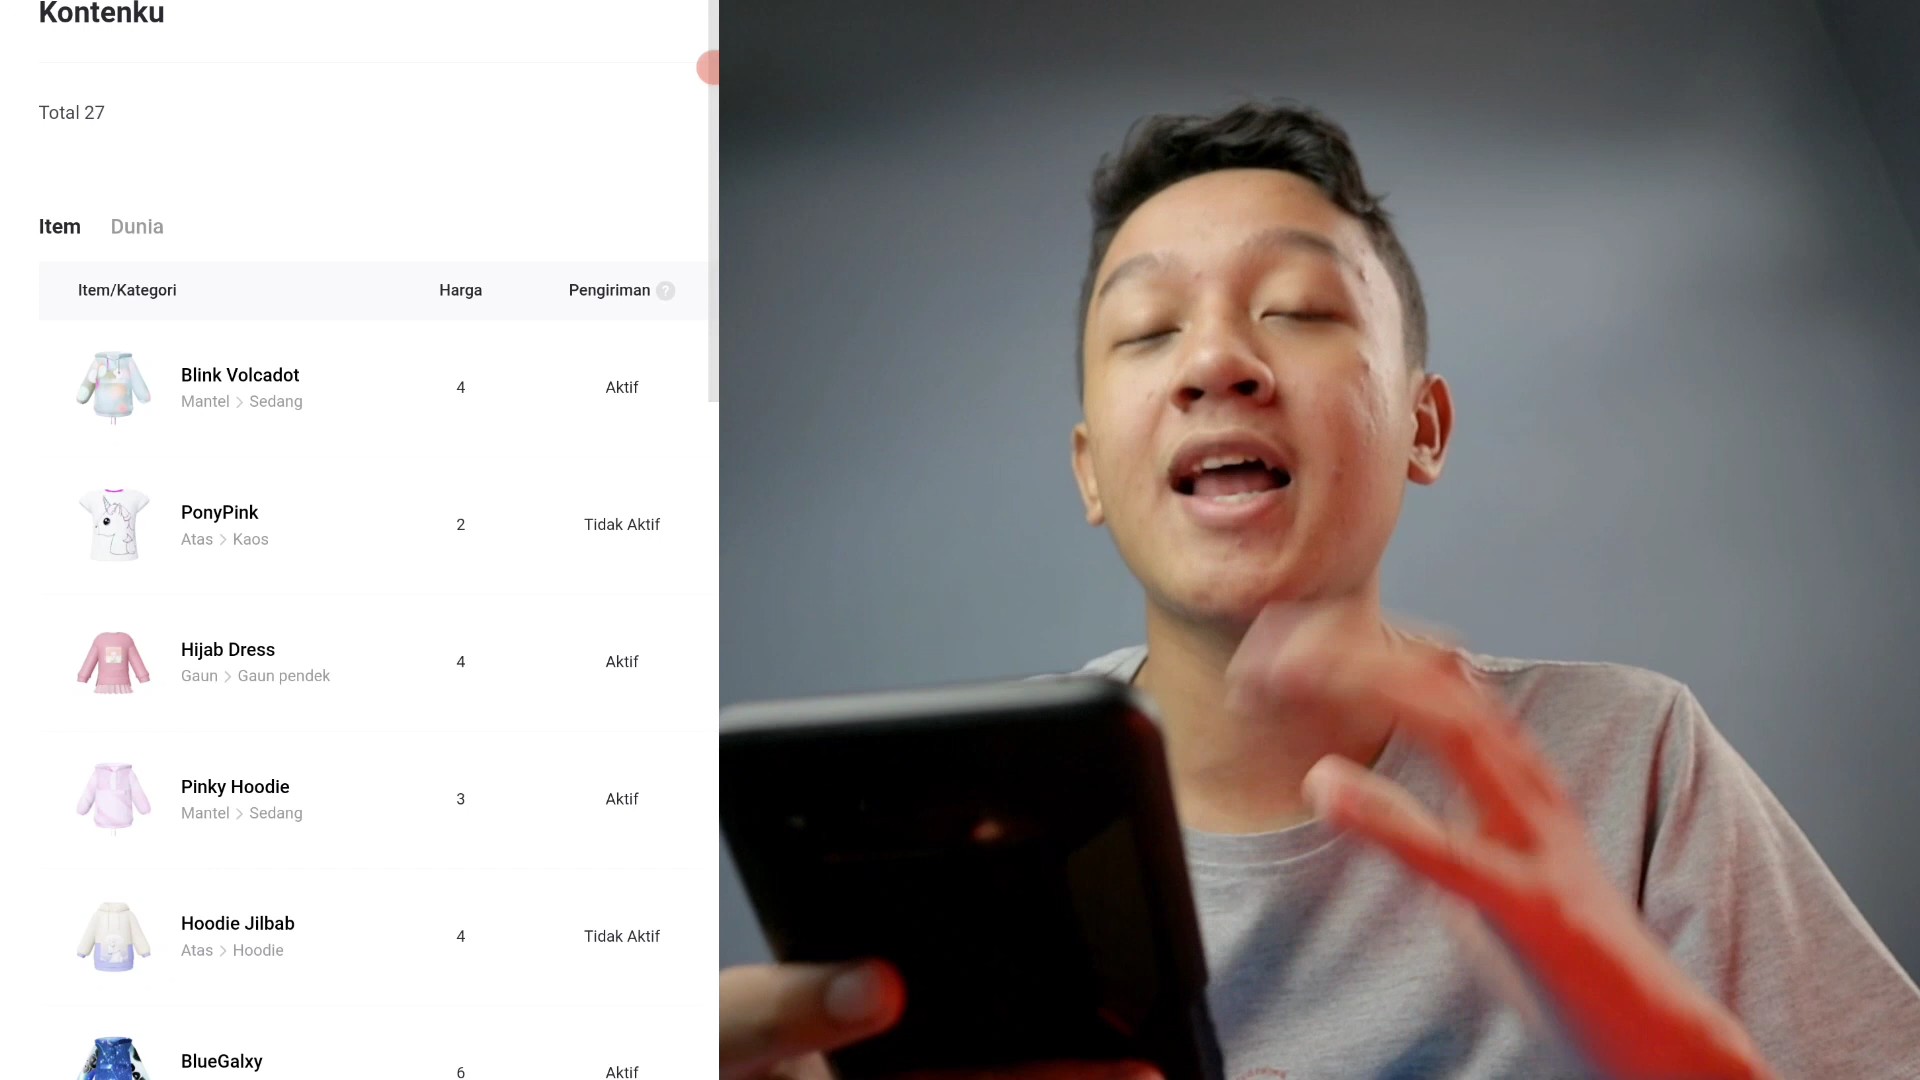 Kontenku
Total 27
Item Dunia
Item/Kategori Harga Pengiriman ?
Blink Volcadot
Mantel > Sedang
4 Aktif
PonyPink
Atas > Kaos
2 Tidak Aktif
Hijab Dress
Gaun > Gaun pendek
4 Aktif
Pinky Hoodie
Mantel > Sedang
3 Aktif
Hoodie Jilbab
Atas > Hoodie
4 Tidak Aktif
BlueGalxy
6 Aktif